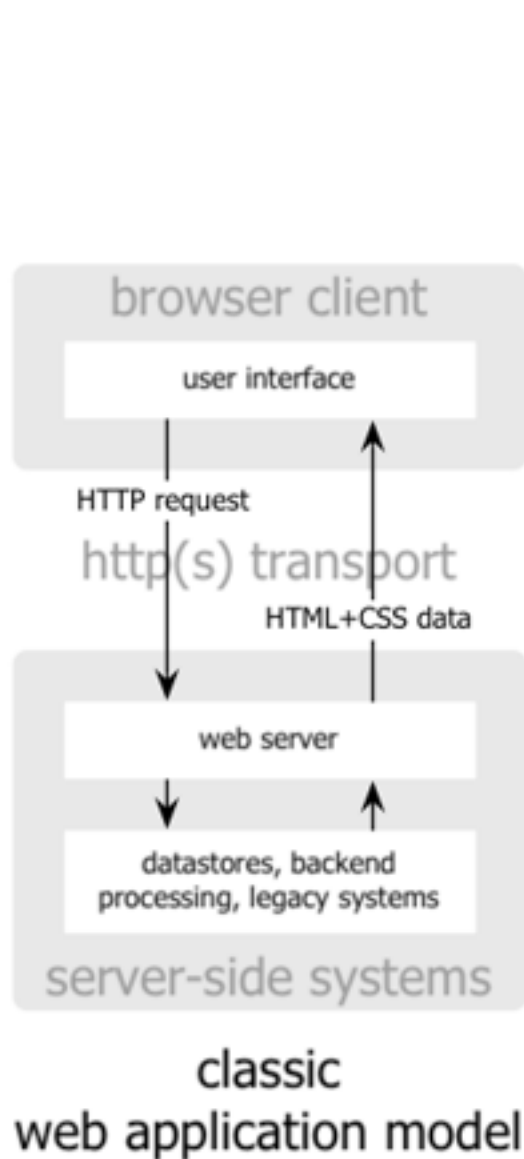 browser client
user interface
HTTP request
http(s) transport
HTML+CSS data
web server
datastores, backend
processing, legacy systems
server-side systems
classic
web application model